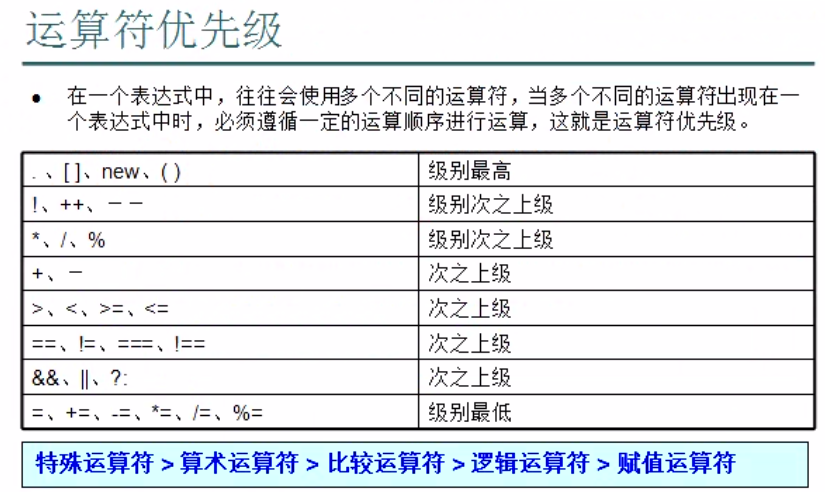 运算符优先级
● 在一个表达式中，往往会使用多个不同的运算符，当多个不同的运算符出现在一
个表达式中时，必须遵循一定的运算顺序进行运算，这就是运算符优先级。
. 、[ ]、new、( ) 级别最高
!、++、－－ 级别次之上级
*、/、% 级别次之上级
+、－ 次之上级
>、<、>=、<= 次之上级
==、!=、===、!== 次之上级
&&、||、?: 次之上级
=、+=、-=、*=、/=、%= 级别最低
特殊运算符 > 算术运算符 > 比较运算符 > 逻辑运算符 > 赋值运算符